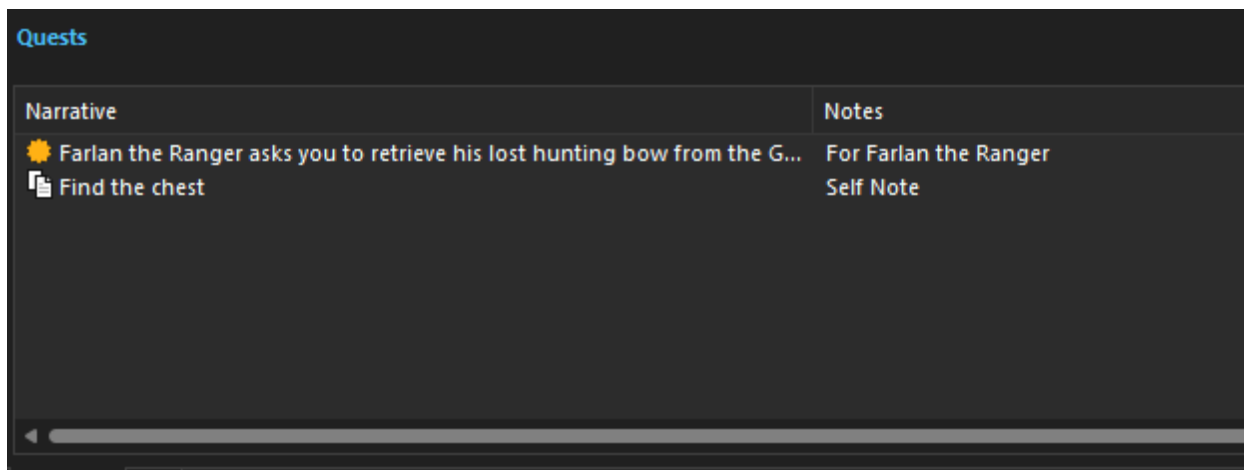 Quests
Narrative Notes
Farlan the Ranger asks you to retrieve his lost hunting bow from the G... For Farlan the Ranger
Find the chest Self Note